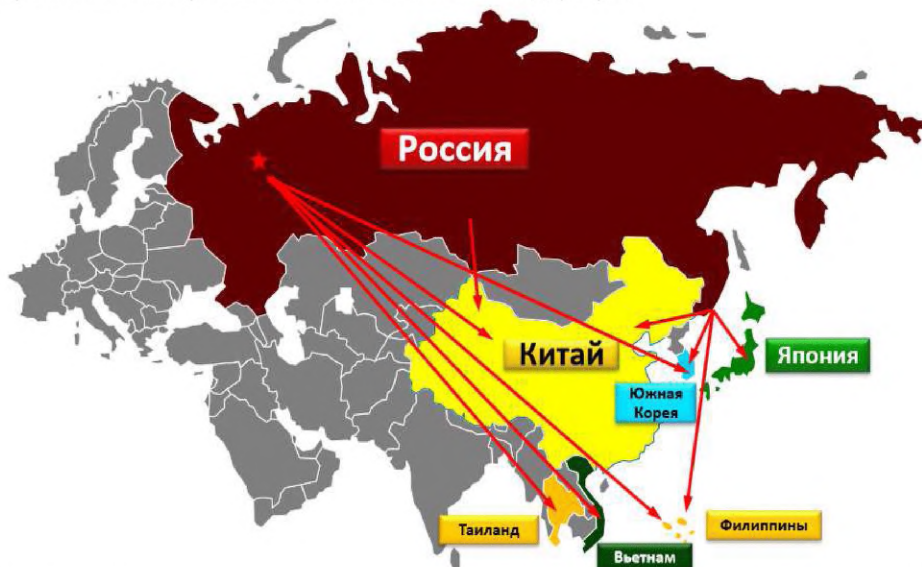 Россия
Китай
Япония
Южная
Корея
Таиланд
Филиппины
Вьетнам